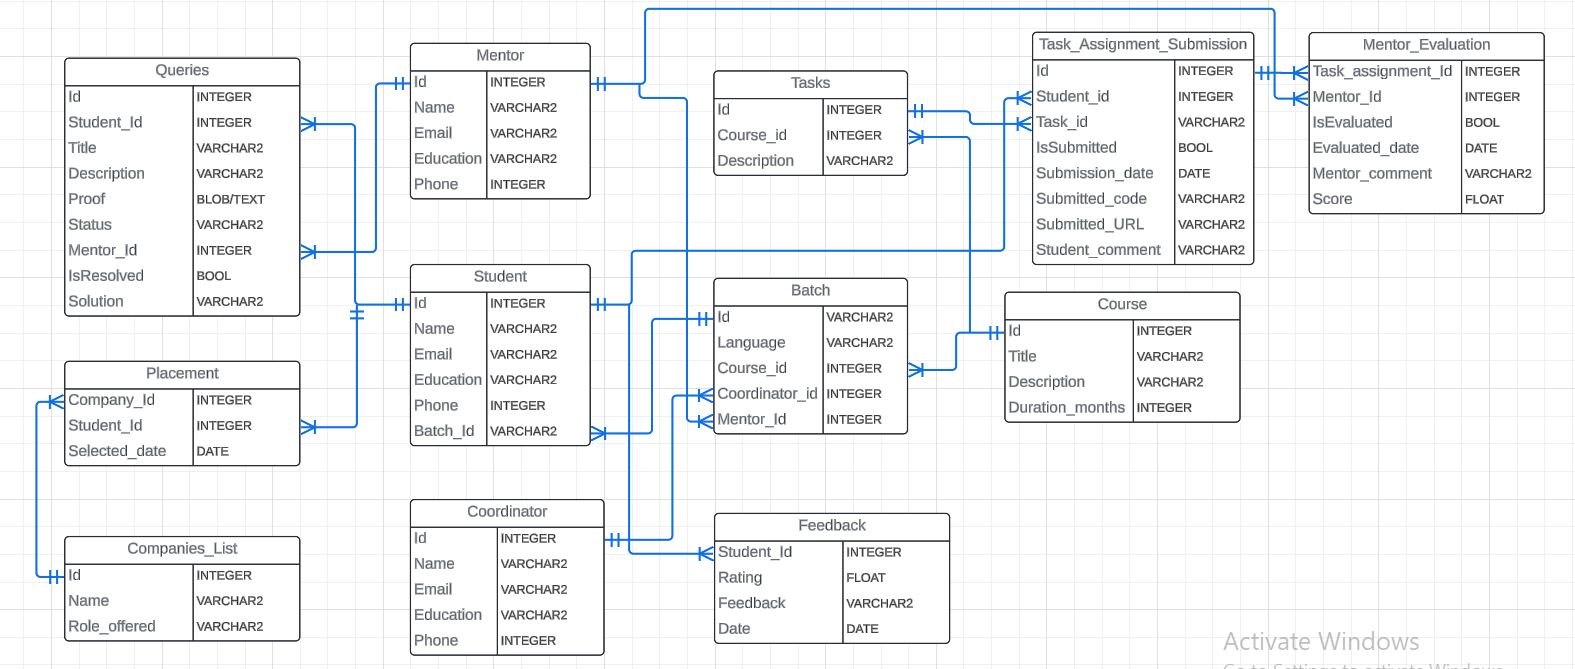 Queries
Id INTEGER
Student_Id INTEGER
Title VARCHAR2
Description VARCHAR2
Proof BLOB/TEXT
Status VARCHAR2
Mentor_Id INTEGER
IsResolved BOOL
Solution VARCHAR2
Placement
Company_Id INTEGER
Student_Id INTEGER
Selected_date DATE
Companies_List
Id INTEGER
Name VARCHAR2
Role_offered VARCHAR2
Mentor
Id INTEGER
Name VARCHAR2
Email VARCHAR2
Education VARCHAR2
Phone INTEGER
Student
Id INTEGER
Name VARCHAR2
Email VARCHAR2
Education VARCHAR2
Phone INTEGER
Batch_Id VARCHAR2
Coordinator
Id INTEGER
Name VARCHAR2
Email VARCHAR2
Education VARCHAR2
Phone INTEGER
Tasks
Id INTEGER
Course_id INTEGER
Description VARCHAR2
Batch
Id VARCHAR2
Language VARCHAR2
Course_id INTEGER
Coordinator_id INTEGER
Mentor_Id INTEGER
Feedback
Student_Id INTEGER
Rating FLOAT
Feedback VARCHAR2
Date DATE
Task_Assignment_Submission
Id INTEGER
Student_id INTEGER
Task_id VARCHAR2
IsSubmitted BOOL
Submission_date DATE
Submitted_code VARCHAR2
Submitted_URL VARCHAR2
Student_comment VARCHAR2
Course
Id INTEGER
Title VARCHAR2
Description VARCHAR2
Duration_months INTEGER
Mentor_Evaluation
Task_assignment_Id INTEGER
Mentor_Id INTEGER
IsEvaluated BOOL
Evaluated_date DATE
Mentor_comment VARCHAR2
Score FLOAT
Activate Windows
Go to Settings to activate Windows.